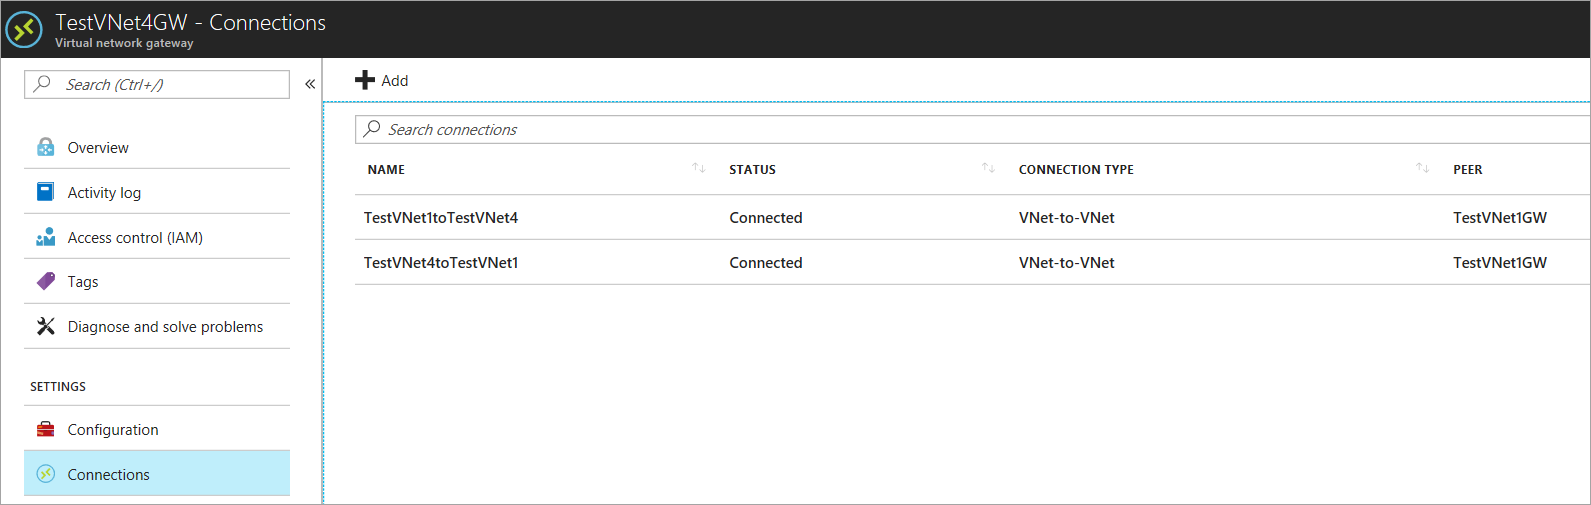 TestVNet4GW - Connections
Virtual network gateway
Search (Ctrl+/)
«
Add
Search connections
Overview
Activity log
Access control (IAM)
Tags
Diagnose and solve problems
SETTINGS
Configuration
Connections
NAME STATUS CONNECTION TYPE PEER
TestVNet1toTestVNet4 Connected VNet-to-VNet TestVNet1GW
TestVNet4toTestVNet1 Connected VNet-to-VNet TestVNet1GW